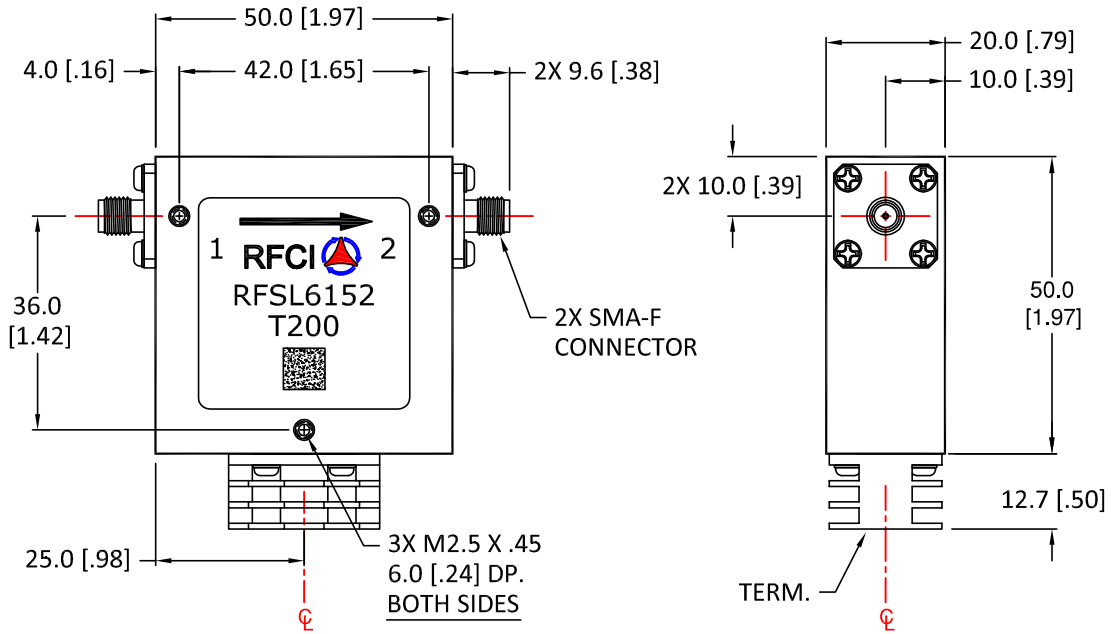 50.0 [1.97]
4.0 [.16]
42.0 [1.65]
2X 9.6 [.38]
1
2
RFCI
RFSL6152
T200
36.0
[1.42]
2X SMA-F
CONNECTOR
25.0 [.98]
3X M2.5 X .45
6.0 [.24] DP.
BOTH SIDES
℄
20.0 [.79]
10.0 [.39]
2X 10.0 [.39]
50.0
[1.97]
12.7 [.50]
TERM.
℄